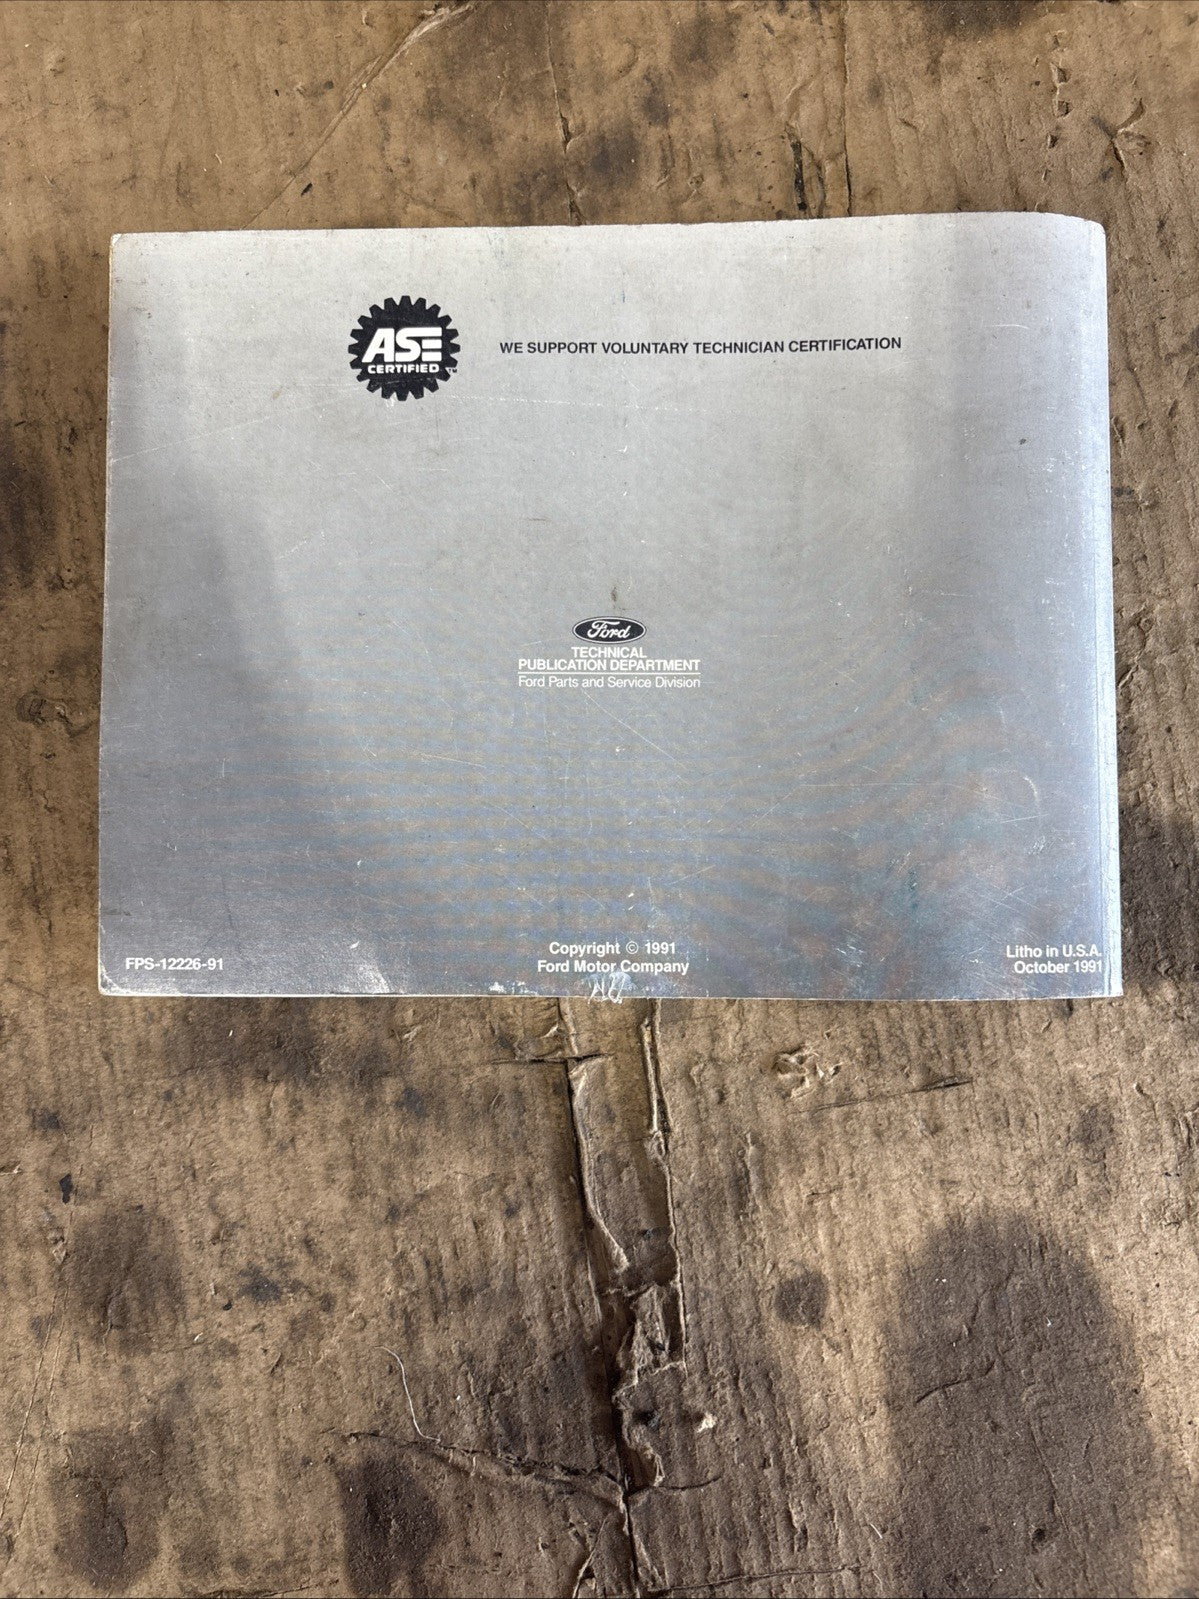 ASE
CERTIFIED
TM
WE SUPPORT VOLUNTARY TECHNICIAN CERTIFICATION
Ford
TECHNICAL
PUBLICATION DEPARTMENT
Ford Parts and Service Division
FPS-12226-91
Copyright © 1991
Ford Motor Company
Litho in U.S.A.
October 1991